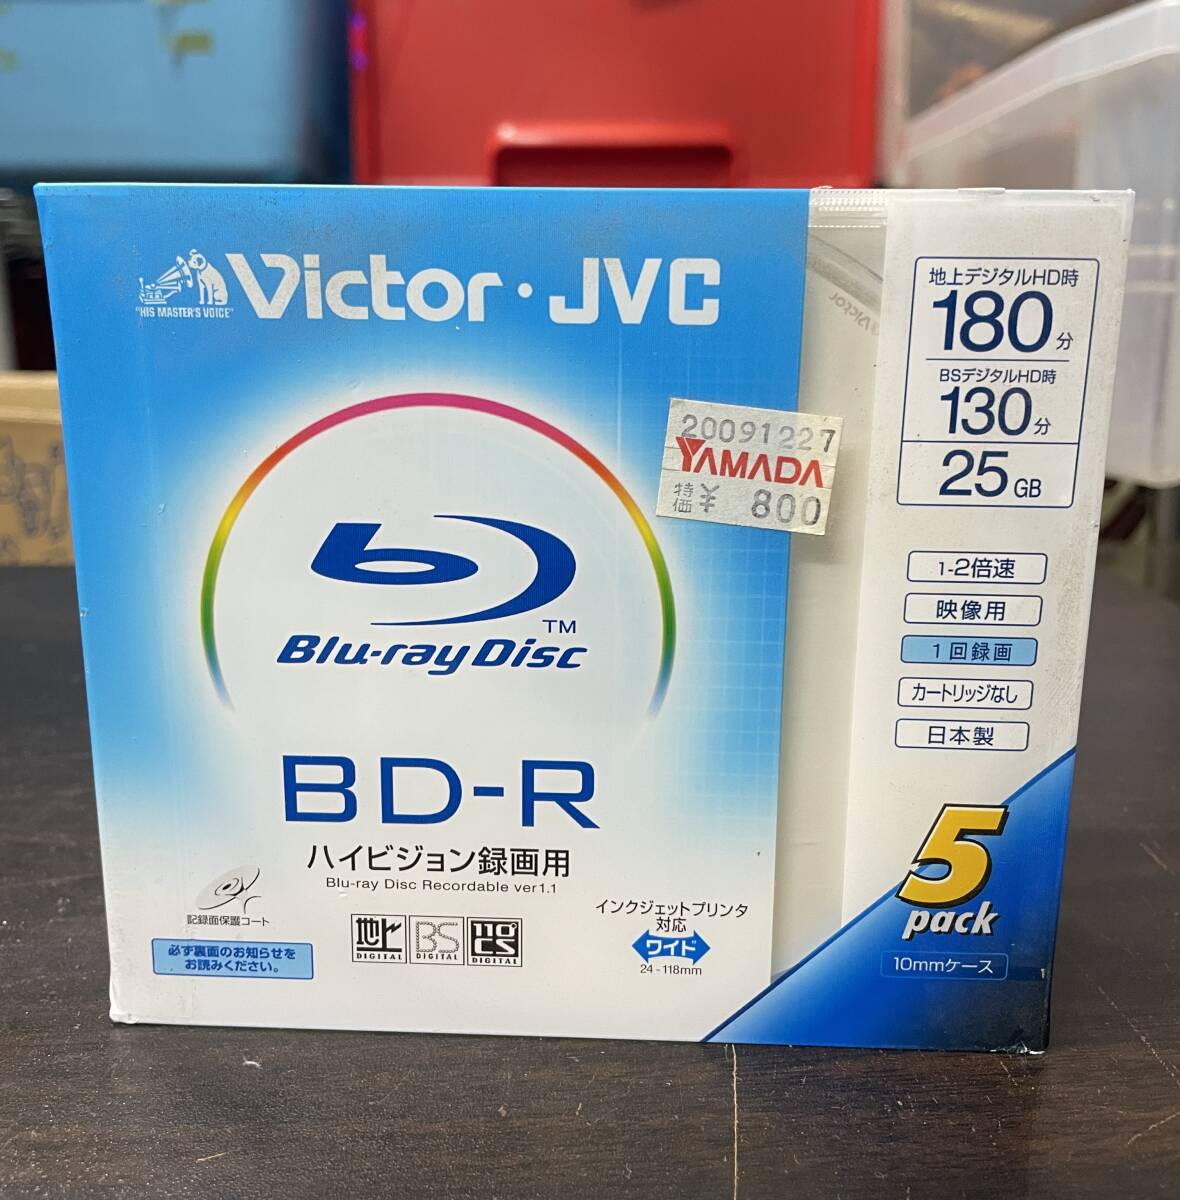 "HIS MASTER'S VOICE"
Victor・JVC
Victor
20091227
YAMADA
特価 ¥ 800
地上デジタルHD時
180分
BSデジタルHD時
130分
25GB
1-2倍速
映像用
1回録画
カートリッジなし
日本製
Blu-ray Disc
TM
BD-R
ハイビジョン録画用
Blu-ray Disc Recordable ver1.1
記録面保護コート
必ず裏面のお知らせを
お読みください。
地上
DIGITAL
BS
DIGITAL
110°
CS
DIGITAL
インクジェットプリンタ
対応
ワイド
24-118mm
5
pack
10mmケース